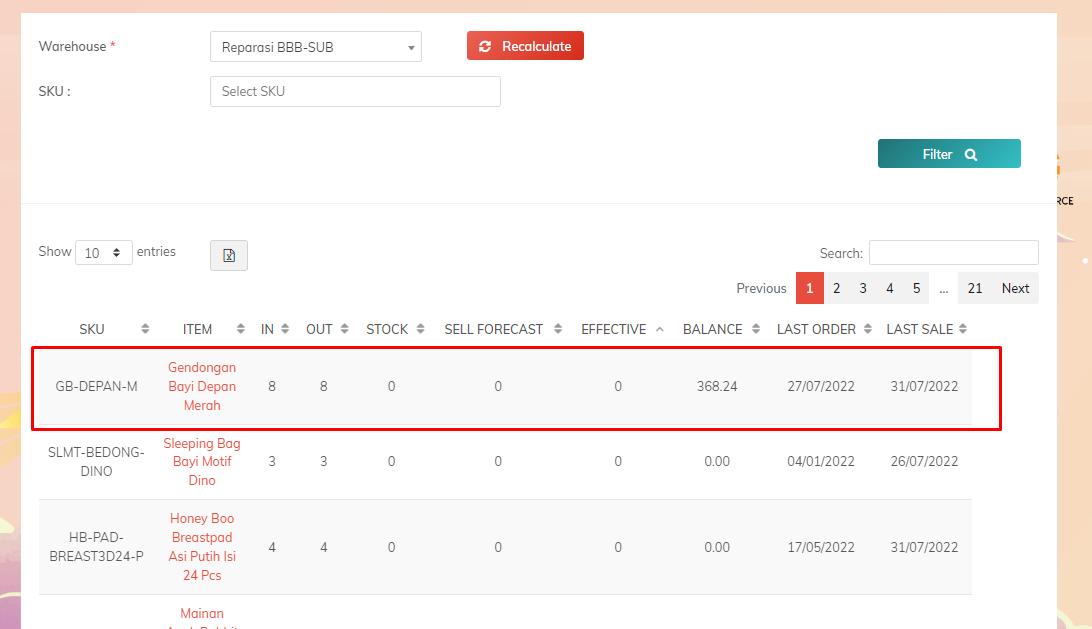 Warehouse *
Reparasi BBB-SUB
Recalculate
SKU :
Select SKU
Filter
RCE
Show 10 entries
Search:
Previous 1 2 3 4 5 ... 21 Next
SKU ITEM IN OUT STOCK SELL FORECAST EFFECTIVE BALANCE LAST ORDER LAST SALE
GB-DEPAN-M
Gendongan
Bayi Depan
Merah
8 8 0 0 0 368.24 27/07/2022 31/07/2022
SLMT-BEDONG-
DINO
Sleeping Bag
Bayi Motif
Dino
3 3 0 0 0 0.00 04/01/2022 26/07/2022
HB-PAD-
BREAST3D24-P
Honey Boo
Breastpad
Asi Putih Isi
24 Pcs
4 4 0 0 0 0.00 17/05/2022 31/07/2022
Mainan